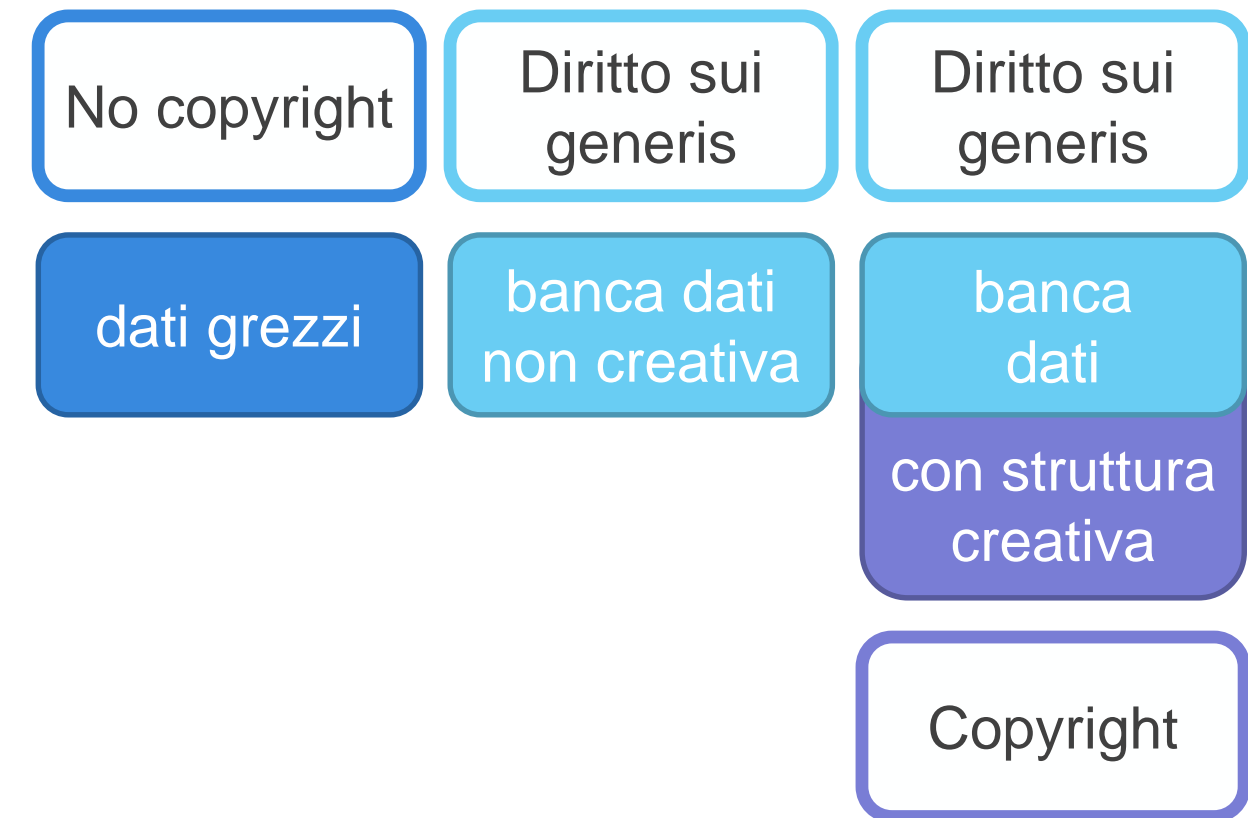 No copyright
Diritto sui
generis
Diritto sui
generis
dati grezzi
banca dati
non creativa
banca
dati
con struttura
creativa
Copyright